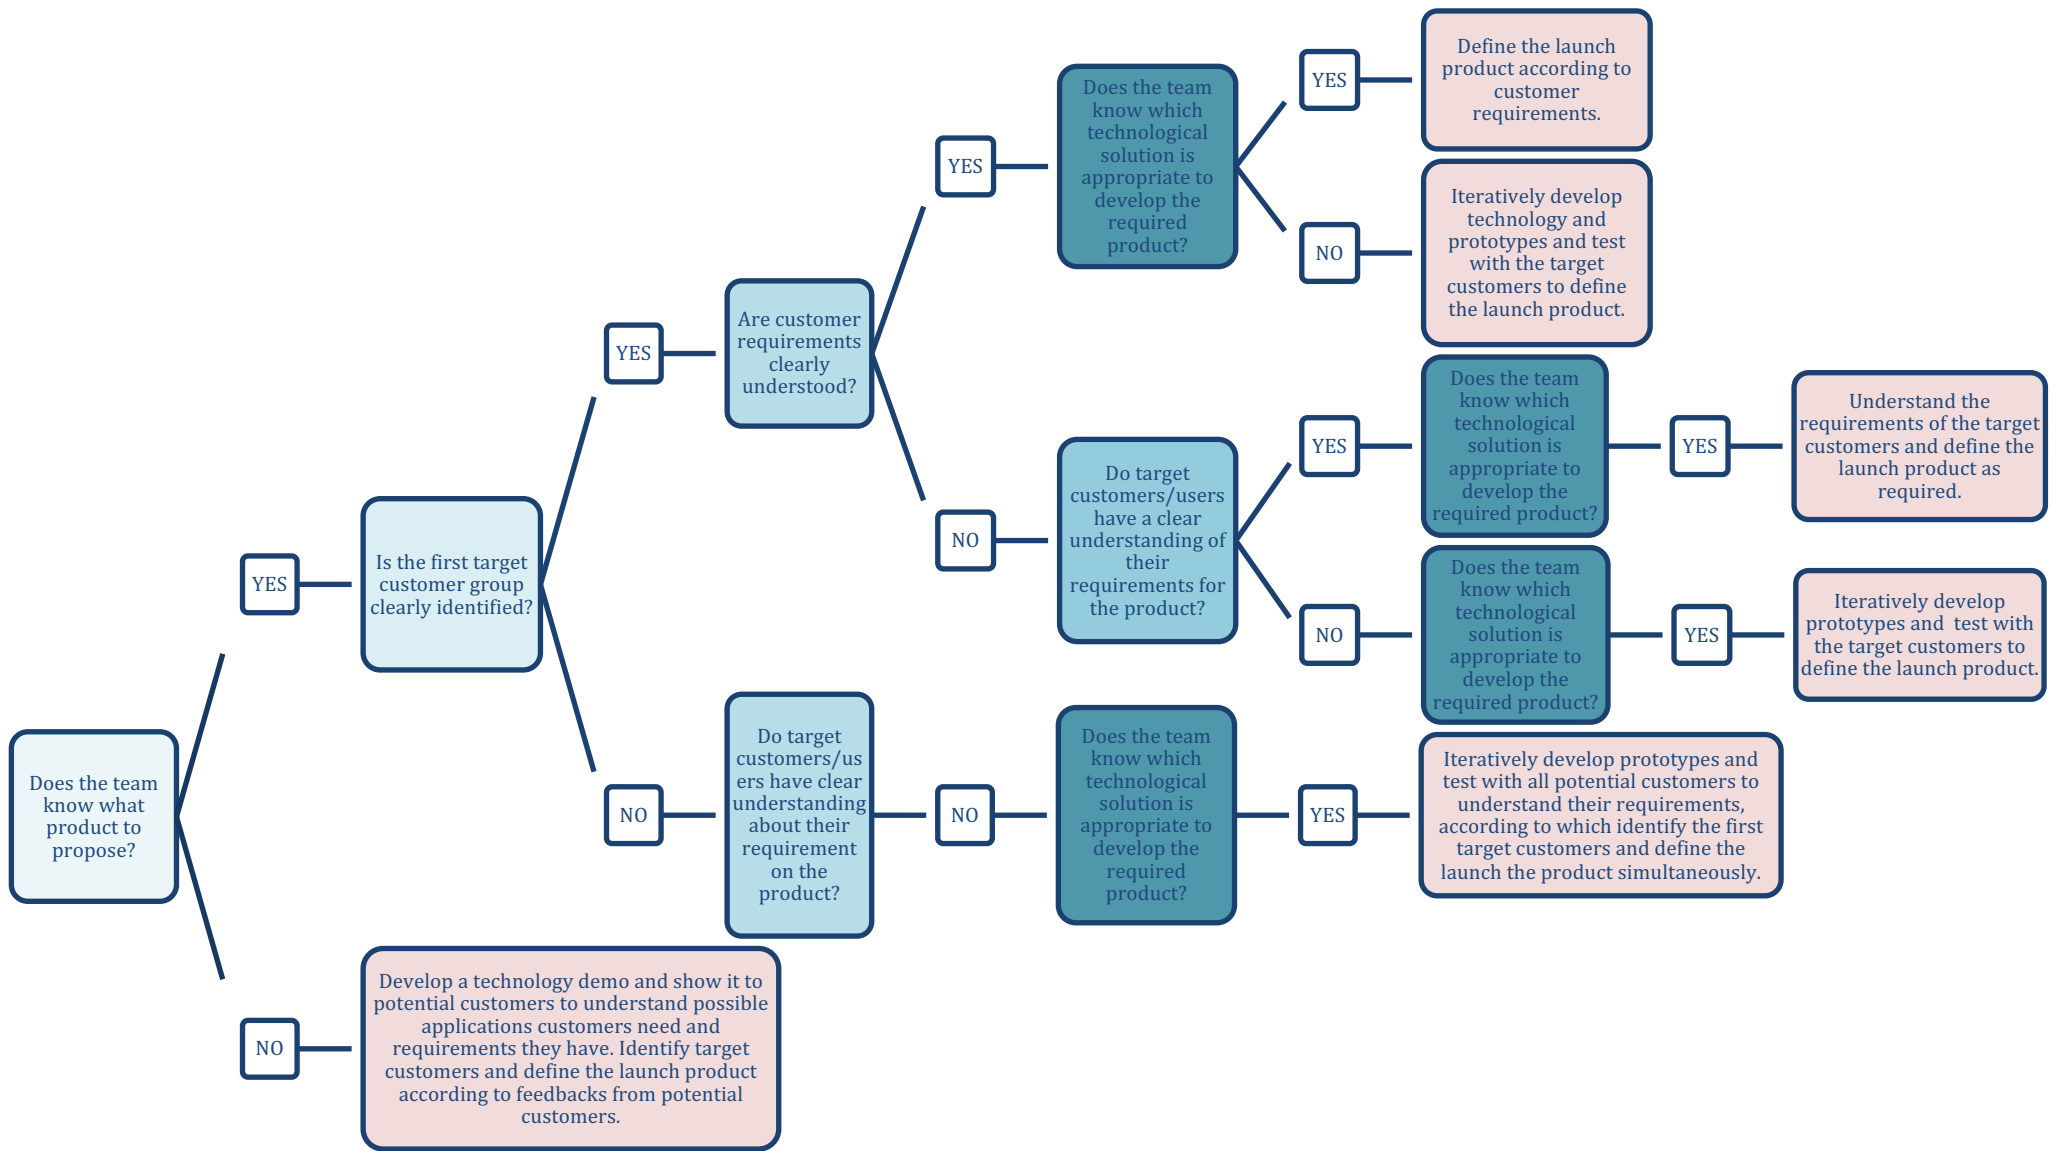 Does the team
know what
product to
propose?
YES
Is the first target
customer group
clearly identified?
YES
Are customer
requirements
clearly
understood?
YES
Does the team
know which
technological
solution is
appropriate to
develop the
required
product?
YES
Define the launch
product according to
customer
requirements.
NO
Iteratively develop
technology and
prototypes and test
with the target
customers to define
the launch product.
NO
Do target
customers/users
have a clear
understanding of
their
requirements for
the product?
YES
Does the team
know which
technological
solution is
appropriate to
develop the
required product?
YES
Understand the
requirements of the target
customers and define the
launch product as
required.
NO
Does the team
know which
technological
solution is
appropriate to
develop the
required product?
YES
Iteratively develop
prototypes and  test with
the target customers to
define the launch product.
NO
Do target
customers/us
ers have clear
understanding
about their
requirement
on the
product?
NO
Does the team
know which
technological
solution is
appropriate to
develop the
required
product?
YES
Iteratively develop prototypes and
test with all potential customers to
understand their requirements,
according to which identify the first
target customers and define the
launch the product simultaneously.
NO
Develop a technology demo and show it to
potential customers to understand possible
applications customers need and
requirements they have. Identify target
customers and define the launch product
according to feedbacks from potential
customers.